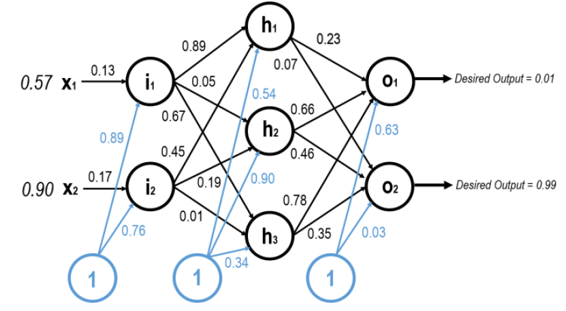 h₁
0.89
0.23
0.57 x₁
0.13
i₁
0.05
0.07
o₁
Desired Output = 0.01
0.67
0.54
0.66
0.89
h₂
0.63
0.45
0.46
0.90 x₂
0.17
i₂
0.19
0.90
o₂
Desired Output = 0.99
0.01
0.78
0.76
h₃
0.35
0.03
0.34
1
1
1